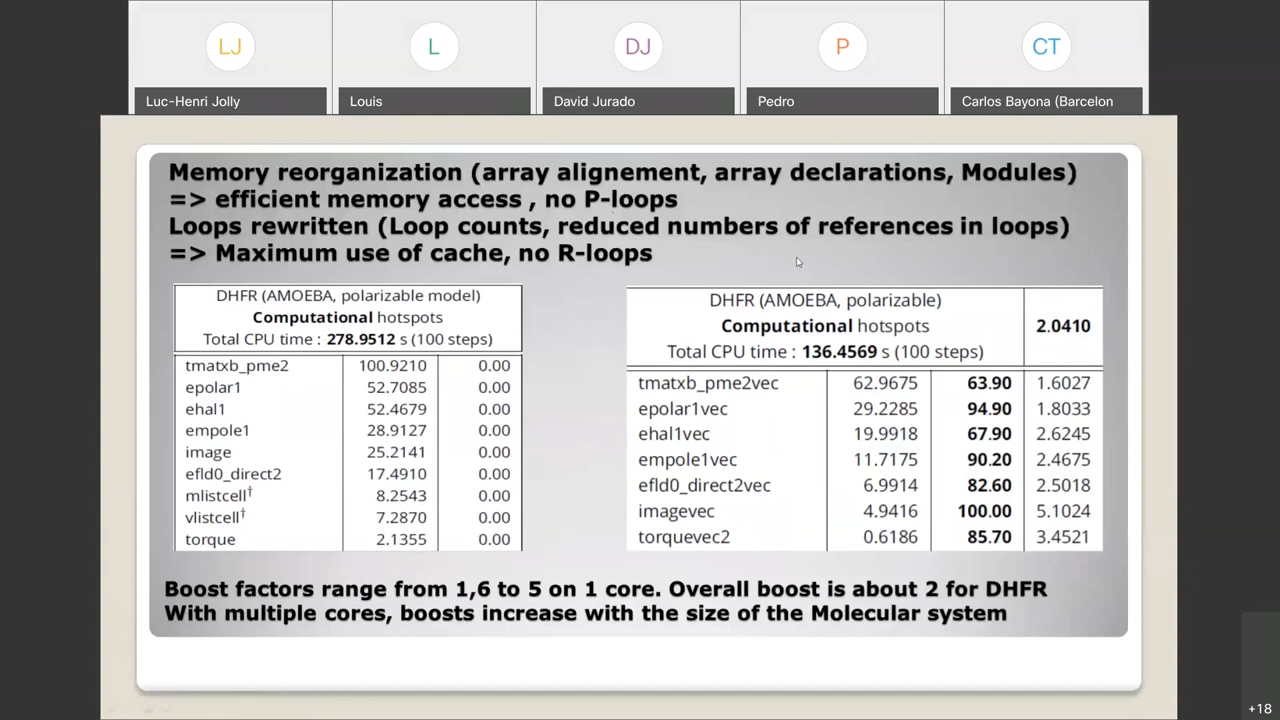 LJ L DJ P CT
Luc-Henri Jolly Louis David Jurado Pedro Carlos Bayona (Barcelon
Memory reorganization (array alignement, array declarations, Modules)
=> efficient memory access , no P-loops
Loops rewritten (Loop counts, reduced numbers of references in loops)
=> Maximum use of cache, no R-loops
DHFR (AMOEBA, polarizable model)
Computational hotspots
Total CPU time : 278.9512 s (100 steps)
tmatxb_pme2 100.9210 0.00
epolar1 52.7085 0.00
ehal1 52.4679 0.00
empole1 28.9127 0.00
image 25.2141 0.00
efld0_direct2 17.4910 0.00
mlistcell† 8.2543 0.00
vlistcell† 7.2870 0.00
torque 2.1355 0.00
DHFR (AMOEBA, polarizable)
Computational hotspots 2.0410
Total CPU time : 136.4569 s (100 steps)
tmatxb_pme2vec 62.9675 63.90 1.6027
epolar1vec 29.2285 94.90 1.8033
ehal1vec 19.9918 67.90 2.6245
empole1vec 11.7175 90.20 2.4675
efld0_direct2vec 6.9914 82.60 2.5018
imagevec 4.9416 100.00 5.1024
torquevec2 0.6186 85.70 3.4521
Boost factors range from 1,6 to 5 on 1 core. Overall boost is about 2 for DHFR
With multiple cores, boosts increase with the size of the Molecular system
+18